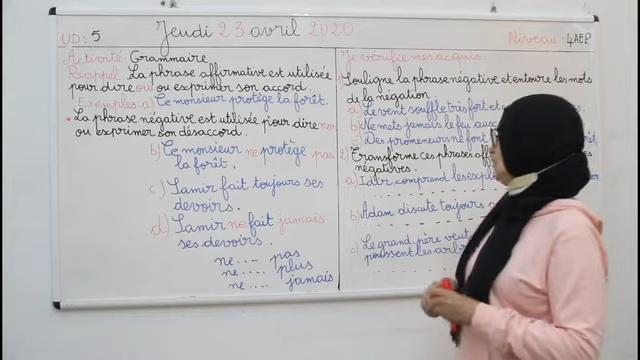 Jeudi 23 avril 2020
UD: 5
Niveau: 4AEP
Activité: Grammaire
Rappel: La phrase affirmative est utilisée
pour dire oui ou exprimer son accord.
Exemples: a) Ce monsieur protège la forêt.
• La phrase négative est utilisée pour dire non
ou exprimer son désaccord.
b) Ce monsieur ne protège pas
la forêt.
c) Samir fait toujours ses
devoirs.
d) Samir ne fait jamais
ses devoirs.
ne.... pas
ne.... plus
ne.... jamais
Je vérifie mes acquis.
1) Souligne la phrase négative et entoure les mots
de la négation.
a) Le vent souffle très fort et
b) Ne mets jamais le feu aux
c) Des promeneurs ne font
2) Transforme ces phrases
négatives.
a)
b) Adam discute toujours
c) Le grand-père veut
poussent les